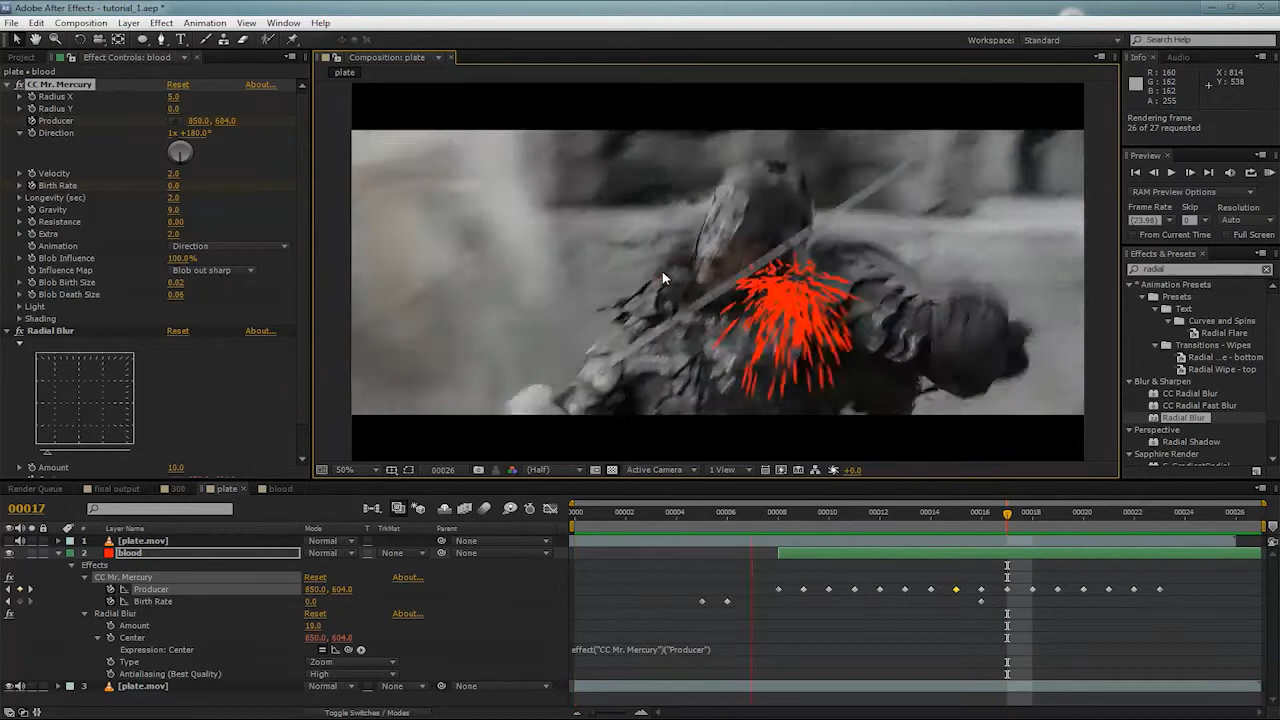 Adobe After Effects - tutorial_1.aep *
File Edit Composition Layer Effect Animation View Window Help
Workspace: Standard
Search Help
Project
Effect Controls: blood
Composition: plate
Info
Audio
plate • blood
plate
CC Mr. Mercury Reset About...
Radius X 5.0
Radius Y 0.0
Producer 850.0, 604.0
Direction 1x +180.0°
Velocity 2.0
Birth Rate 0.0
Longevity (sec) 2.0
Gravity 9.0
Resistance 0.00
Extra 2.0
Animation Direction
Blob Influence 100.0%
Influence Map Blob out sharp
Blob Birth Size 0.02
Blob Death Size 0.06
Light
Shading
Radial Blur Reset About...
Amount 10.0
R: 160
G: 162
B: 162
A: 255
X: 814
Y: 538
Rendering frame
26 of 27 requested
Preview
RAM Preview Options
Frame Rate Skip Resolution
(23.98) 0 Auto
From Current Time Full Screen
Effects & Presets
radial
* Animation Presets
Presets
Text
Curves and Spins
Radial Flare
Transitions - Wipes
Radial ...e - bottom
Radial Wipe - top
Blur & Sharpen
CC Radial Blur
CC Radial Fast Blur
Radial Blur
Perspective
Radial Shadow
Sapphire Render
50% 00026 (Half) Active Camera 1 View +0.0
Render Queue final output 300 plate blood
00017
# Layer Name Mode T TrkMat Parent
00002 00004 00006 00008 00010 00012 00014 00016 00018 00020 00022 00024 00026
1 [plate.mov] Normal None
2 blood Normal None None
Effects
CC Mr. Mercury Reset About...
Producer 850.0, 604.0
Birth Rate 0.0
Radial Blur Reset About...
Amount 10.0
Center 850.0, 604.0
Expression: Center effect("CC Mr. Mercury")("Producer")
Type Zoom
Antialiasing (Best Quality) High
3 [plate.mov] Normal None None
Toggle Switches / Modes